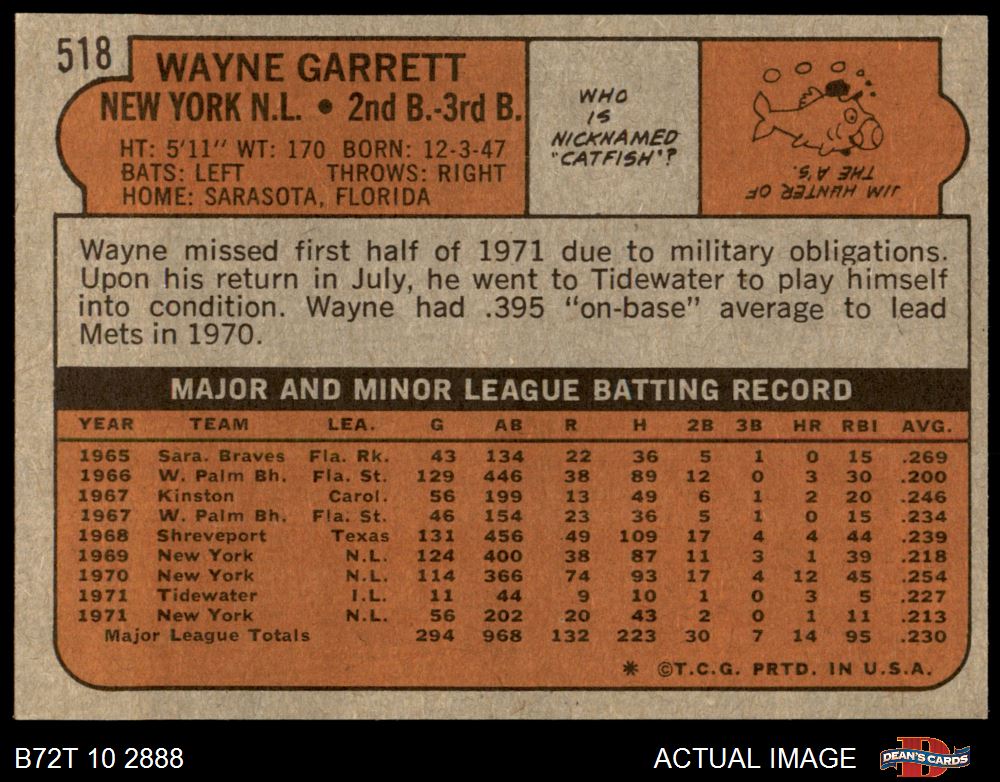 518
WAYNE GARRETT
NEW YORK N.L. • 2nd B.-3rd B.
HT: 5'11" WT: 170 BORN: 12-3-47
BATS: LEFT THROWS: RIGHT
HOME: SARASOTA, FLORIDA
WHO
IS
NICKNAMED
"CATFISH"?
JIM HUNTER OF
THE A'S.
Wayne missed first half of 1971 due to military obligations.
Upon his return in July, he went to Tidewater to play himself
into condition. Wayne had .395 "on-base" average to lead
Mets in 1970.
MAJOR AND MINOR LEAGUE BATTING RECORD
YEAR TEAM LEA. G AB R H 2B 3B HR RBI AVG.
1965 Sara. Braves Fla. Rk. 43 134 22 36 5 1 0 15 .269
1966 W. Palm Bh. Fla. St. 129 446 38 89 12 0 3 30 .200
1967 Kinston Carol. 56 199 13 49 6 1 2 20 .246
1967 W. Palm Bh. Fla. St. 46 154 23 36 5 1 0 15 .234
1968 Shreveport Texas 131 456 49 109 17 4 4 44 .239
1969 New York N.L. 124 400 38 87 11 3 1 39 .218
1970 New York N.L. 114 366 74 93 17 4 12 45 .254
1971 Tidewater I.L. 11 44 9 10 1 0 3 5 .227
1971 New York N.L. 56 202 20 43 2 0 1 11 .213
Major League Totals 294 968 132 223 30 7 14 95 .230
* ©T.C.G. PRTD. IN U.S.A.
B72T 10 2888
ACTUAL IMAGE
DEAN'S CARDS